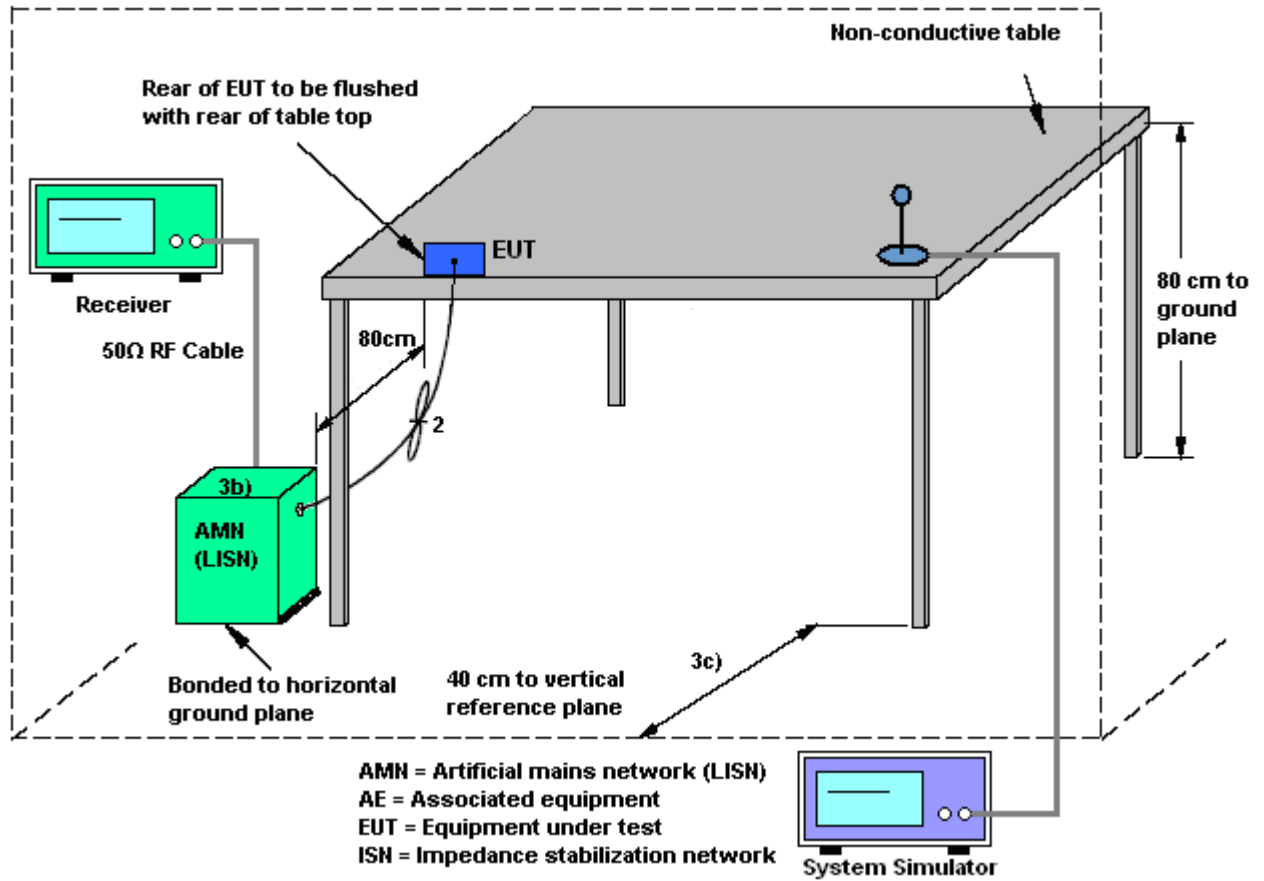 Non-conductive table
Rear of EUT to be flushed
with rear of table top
EUT
Receiver
80 cm to
ground
plane
80cm
50Ω RF Cable
2
3b)
AMN
(LISN)
3c)
Bonded to horizontal
ground plane
40 cm to vertical
reference plane
AMN = Artificial mains network (LISN)
AE = Associated equipment
EUT = Equipment under test
ISN = Impedance stabilization network
System Simulator